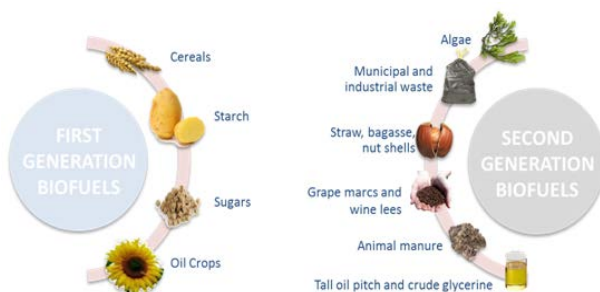 FIRST
GENERATION
BIOFUELS
Cereals
Starch
Sugars
Oil Crops
Algae
Municipal and
industrial waste
Straw, bagasse,
nut shells
Grape marcs and
wine lees
Animal manure
Tall oil pitch and crude glycerine
SECOND
GENERATION
BIOFUELS